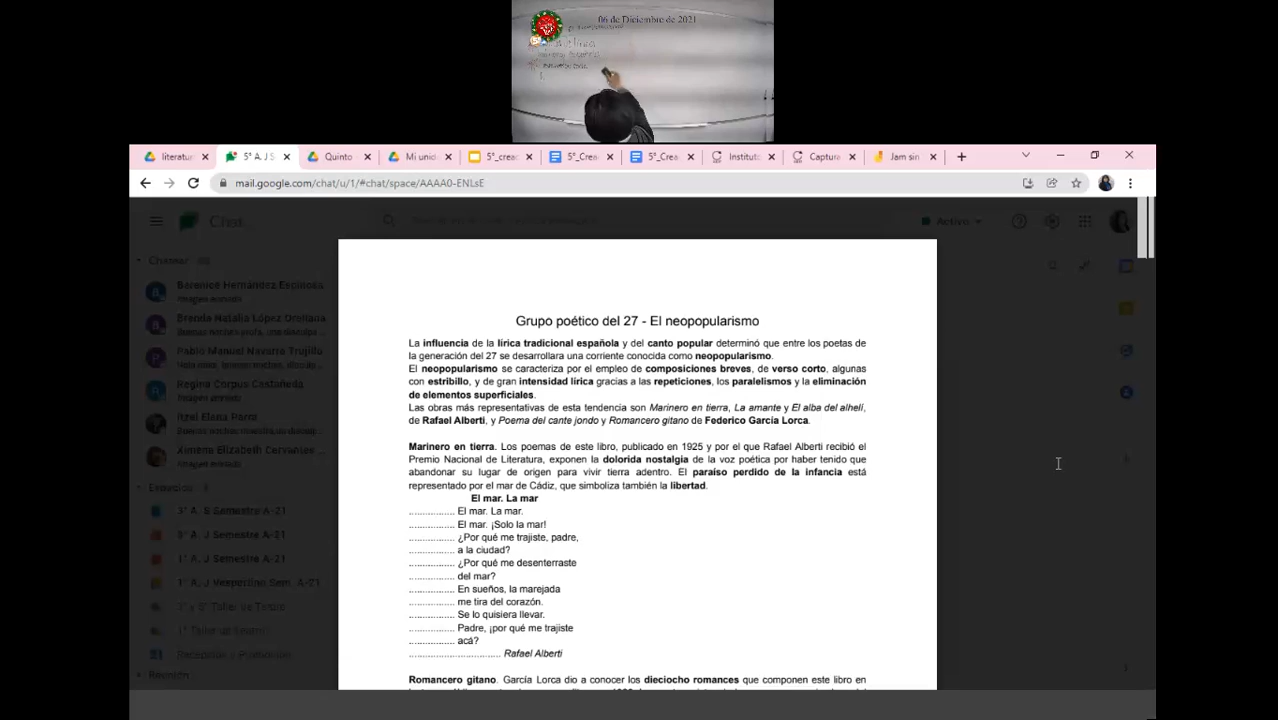 06 de Diciembre de 2021
literatur
5° A. J S
Quinto
Mi unid
5°_crea
5°_Crea
5°_Crea
Institut
Captura
Jam sin
mail.google.com/chat/u/1/#chat/space/AAAA0-ENLsE
Chat
Activo
Chatear
Berenice Hernández Espinosa
Imagen enviada
Brenda Natalia López Orellana
Pablo Manuel Navarro Trujillo
Regina Corpus Castañeda
Imagen enviada
Itzel Elena Parra
Ximena Elizabeth Cervantes
Imagen enviada
Espacios
3° A. S Semestre A-21
1° A. J Semestre A-21
1° A. J Vespertino Sem. A-21
Reunión
Grupo poético del 27 - El neopopularismo
La influencia de la lírica tradicional española y del canto popular determinó que entre los poetas de
la generación del 27 se desarrollara una corriente conocida como neopopularismo.
El neopopularismo se caracteriza por el empleo de composiciones breves, de verso corto, algunas
con estribillo, y de gran intensidad lírica gracias a las repeticiones, los paralelismos y la eliminación
de elementos superficiales.
Las obras más representativas de esta tendencia son Marinero en tierra, La amante y El alba del alhelí,
de Rafael Alberti, y Poema del cante jondo y Romancero gitano de Federico García Lorca.
Marinero en tierra. Los poemas de este libro, publicado en 1925 y por el que Rafael Alberti recibió el
Premio Nacional de Literatura, exponen la dolorida nostalgia de la voz poética por haber tenido que
abandonar su lugar de origen para vivir tierra adentro. El paraíso perdido de la infancia está
representado por el mar de Cádiz, que simboliza también la libertad.
El mar. La mar
................ El mar. La mar.
................ El mar. ¡Solo la mar!
................ ¿Por qué me trajiste, padre,
................ a la ciudad?
................ ¿Por qué me desenterraste
................ del mar?
................ En sueños, la marejada
................ me tira del corazón.
................ Se lo quisiera llevar.
................ Padre, ¡por qué me trajiste
................ acá?
................................ Rafael Alberti
Romancero gitano. García Lorca dio a conocer los dieciocho romances que componen este libro en